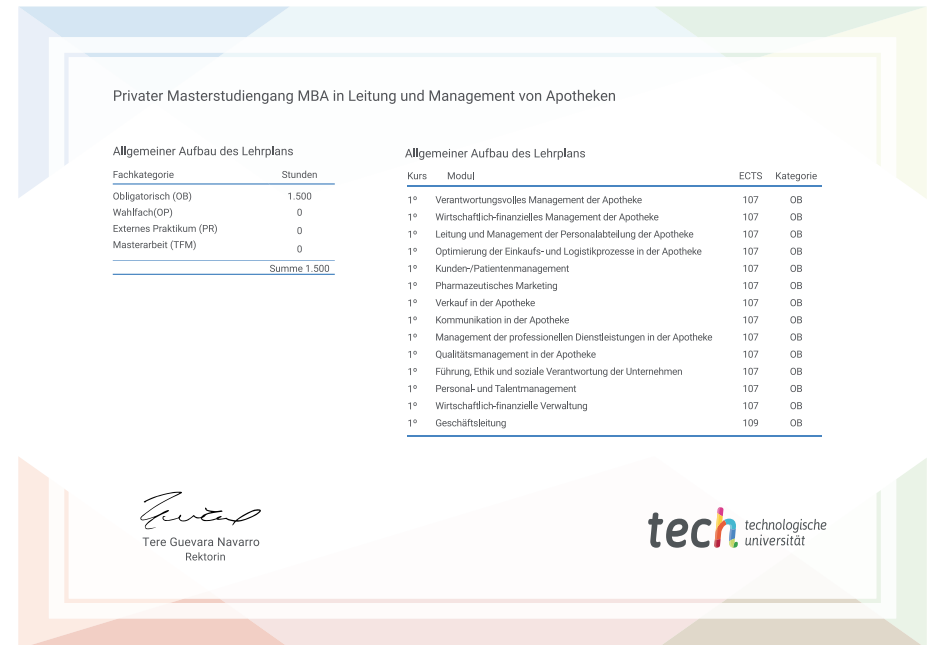 Privater Masterstudiengang MBA in Leitung und Management von Apotheken
Allgemeiner Aufbau des Lehrplans
Fachkategorie Stunden
Obligatorisch (OB) 1.500
Wahlfach(OP) 0
Externes Praktikum (PR) 0
Masterarbeit (TFM) 0
Summe 1.500
Allgemeiner Aufbau des Lehrplans
Kurs Modul ECTS Kategorie
1º Verantwortungsvolles Management der Apotheke 107 OB
1º Wirtschaftlich-finanzielles Management der Apotheke 107 OB
1º Leitung und Management der Personalabteilung der Apotheke 107 OB
1º Optimierung der Einkaufs- und Logistikprozesse in der Apotheke 107 OB
1º Kunden-/Patientenmanagement 107 OB
1º Pharmazeutisches Marketing 107 OB
1º Verkauf in der Apotheke 107 OB
1º Kommunikation in der Apotheke 107 OB
1º Management der professionellen Dienstleistungen in der Apotheke 107 OB
1º Qualitätsmanagement in der Apotheke 107 OB
1º Führung, Ethik und soziale Verantwortung der Unternehmen 107 OB
1º Personal- und Talentmanagement 107 OB
1º Wirtschaftlich-finanzielle Verwaltung 107 OB
1º Geschäftsleitung 109 OB
Tere Guevara Navarro
Rektorin
tech technologische
universität